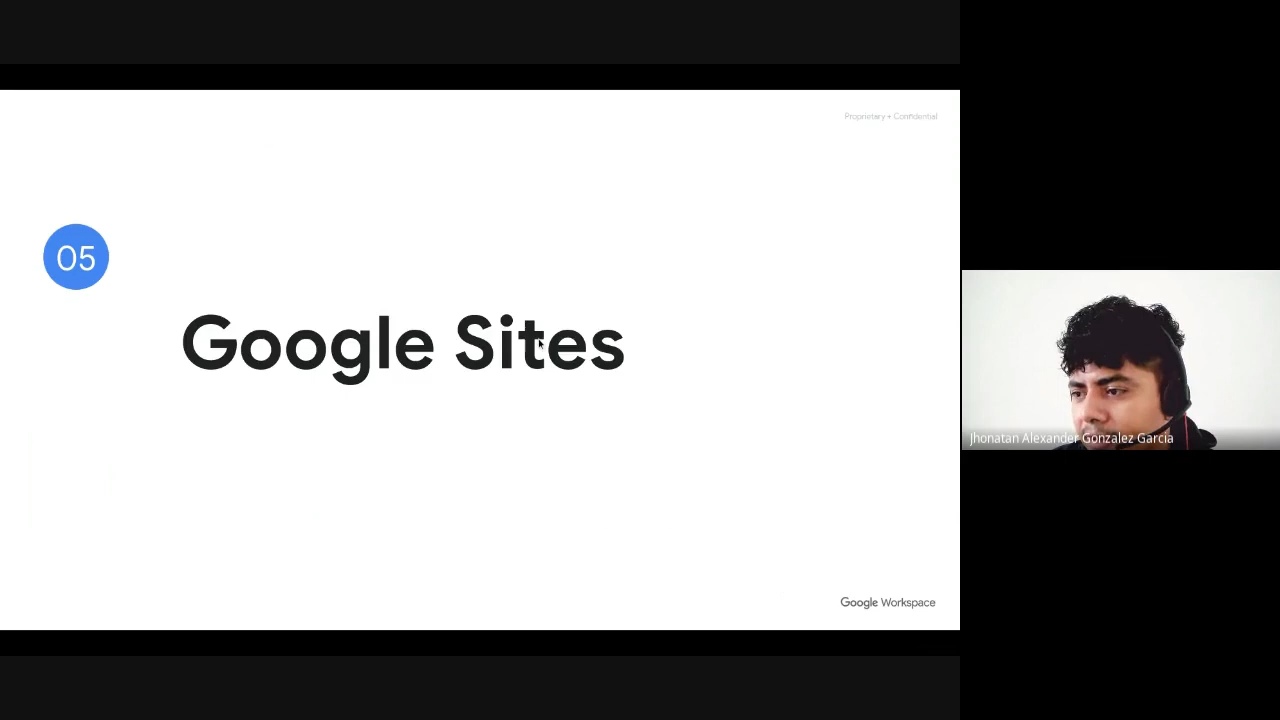 Proprietary + Confidential
05
Google Sites
Google Workspace
Jhonatan Alexander Gonzalez Garcia